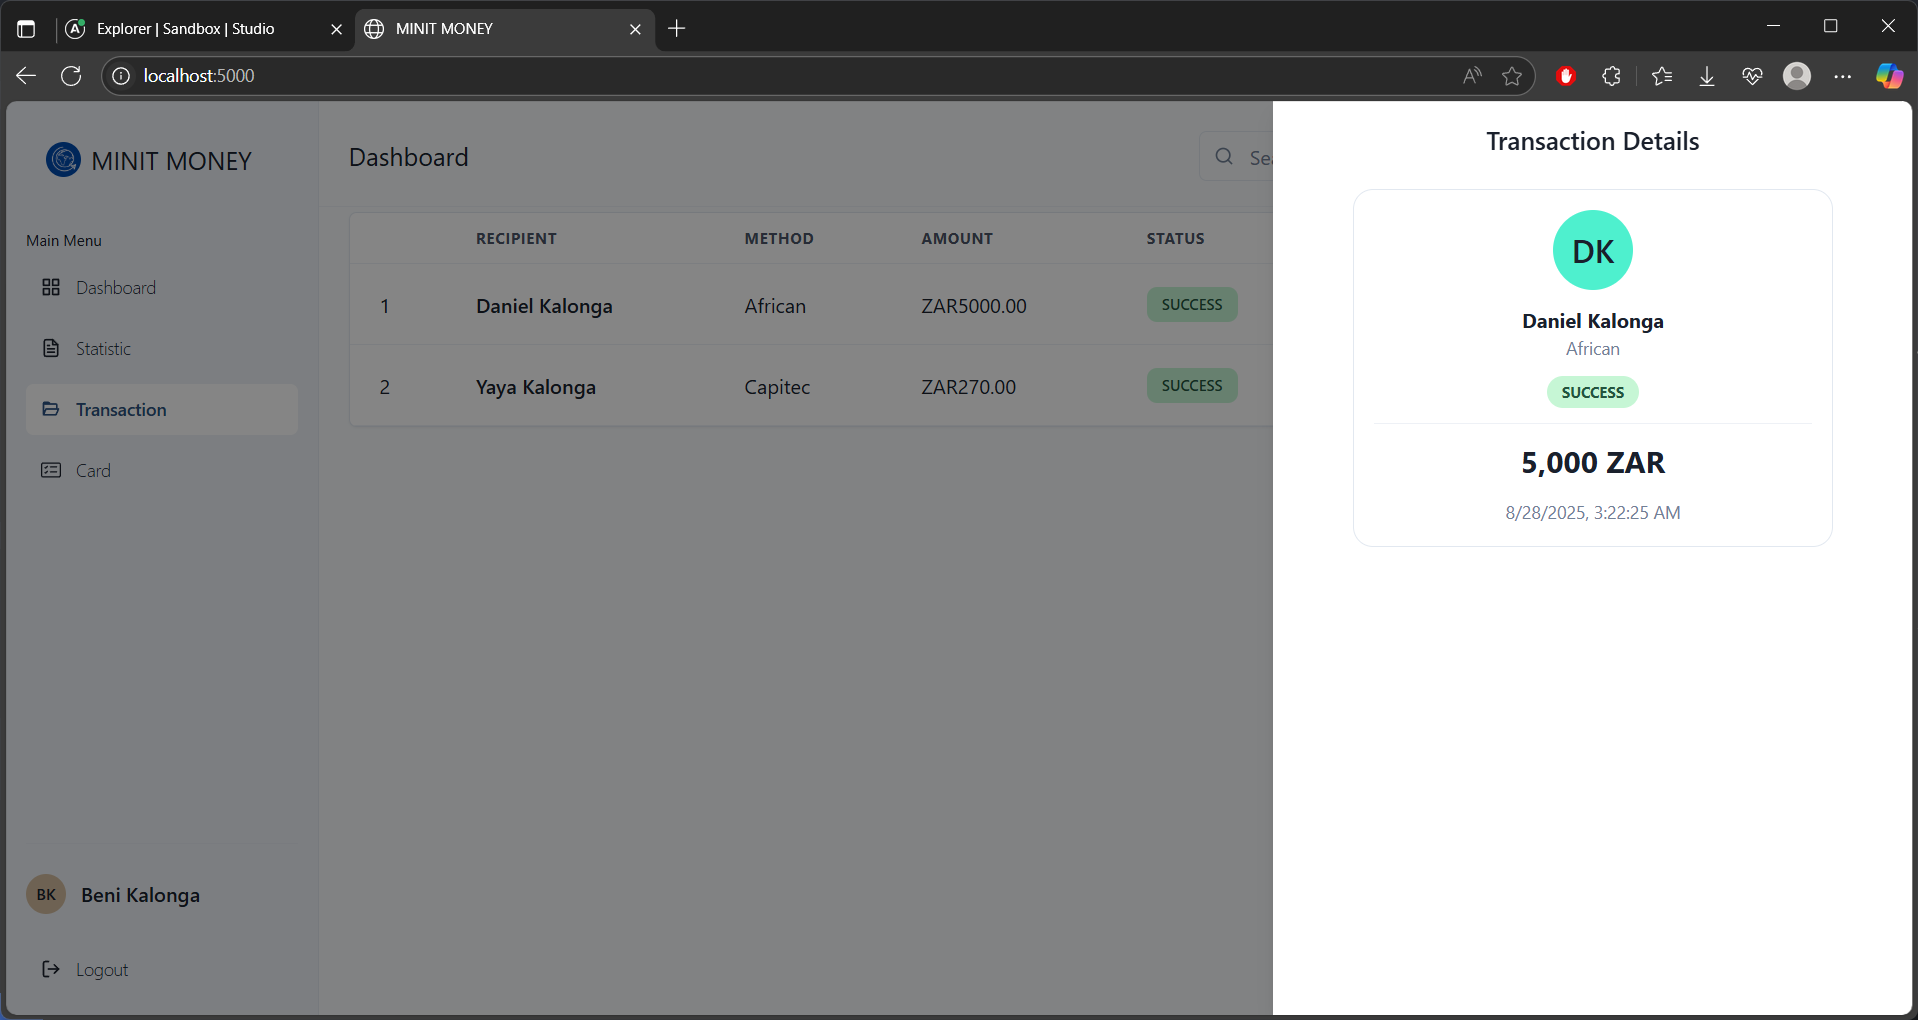 Explorer | Sandbox | Studio
MINIT MONEY
localhost:5000
MINIT MONEY
Main Menu
Dashboard
Statistic
Transaction
Card
BK
Beni Kalonga
Logout
Dashboard
Sea
RECIPIENT METHOD AMOUNT STATUS
1 Daniel Kalonga African ZAR5000.00 SUCCESS
2 Yaya Kalonga Capitec ZAR270.00 SUCCESS
Transaction Details
DK
Daniel Kalonga
African
SUCCESS
5,000 ZAR
8/28/2025, 3:22:25 AM